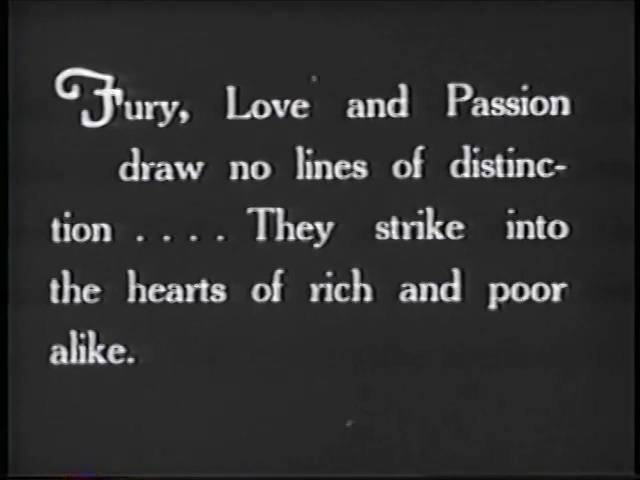 Fury, Love and Passion
draw no lines of distinc-
tion . . . . They strike into
the hearts of rich and poor
alike.